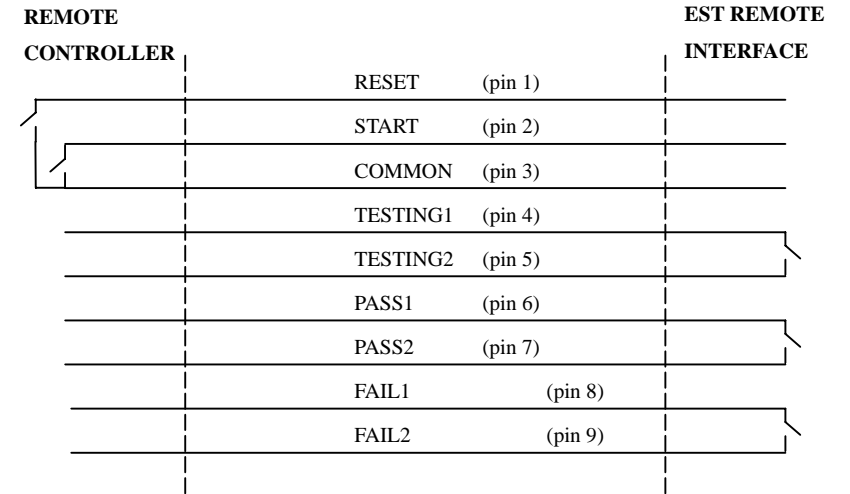 REMOTE
CONTROLLER
EST REMOTE
INTERFACE
RESET (pin 1)
START (pin 2)
COMMON (pin 3)
TESTING1 (pin 4)
TESTING2 (pin 5)
PASS1 (pin 6)
PASS2 (pin 7)
FAIL1 (pin 8)
FAIL2 (pin 9)